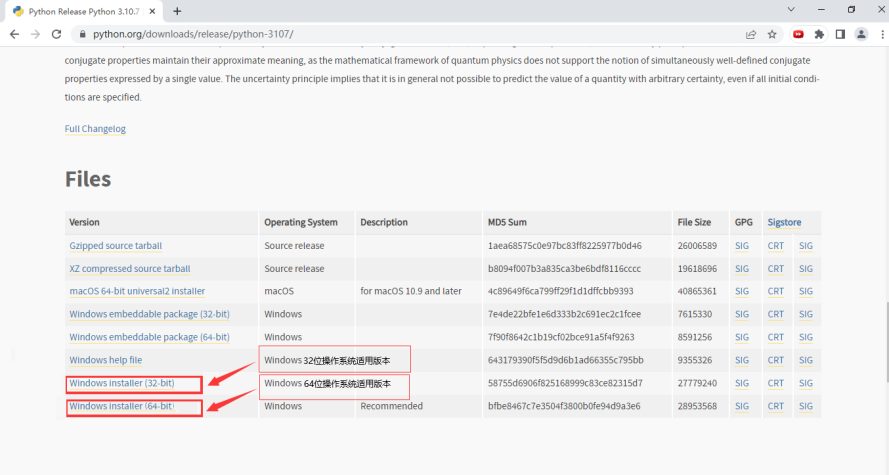 Python Release Python 3.10.7
python.org/downloads/release/python-3107/
conjugate properties maintain their approximate meaning, as the mathematical framework of quantum physics does not support the notion of simultaneously well-defined conjugate
properties expressed by a single value. The uncertainty principle implies that it is in general not possible to predict the value of a quantity with arbitrary certainty, even if all initial condi-
tions are specified.
Full Changelog
Files
Version Operating System Description MD5 Sum File Size GPG Sigstore
Gzipped source tarball Source release 1aea68575c0e97bc83ff8225977b0d46 26006589 SIG CRT SIG
XZ compressed source tarball Source release b8094f007b3a835ca3be6bdf8116cccc 19618696 SIG CRT SIG
macOS 64-bit universal2 installer macOS for macOS 10.9 and later 4c89649f6ca799ff29f1d1dffcbb9393 40865361 SIG CRT SIG
Windows embeddable package (32-bit) Windows 7e4de22bfe1e6d333b2c691ec2c1fcee 7615330 SIG CRT SIG
Windows embeddable package (64-bit) Windows 7f90f8642c1b19cf02bce91a5f4f9263 8591256 SIG CRT SIG
Windows help file Windows 32位操作系统适用版本 643179390f5f5d9d6b1ad66355c795bb 9355326 SIG CRT SIG
Windows installer (32-bit) Windows 64位操作系统适用版本 58755d6906f825168999c83ce82315d7 27779240 SIG CRT SIG
Windows installer (64-bit) Windows Recommended bfbe8467c7e3504f3800b0fe94d9a3e6 28953568 SIG CRT SIG